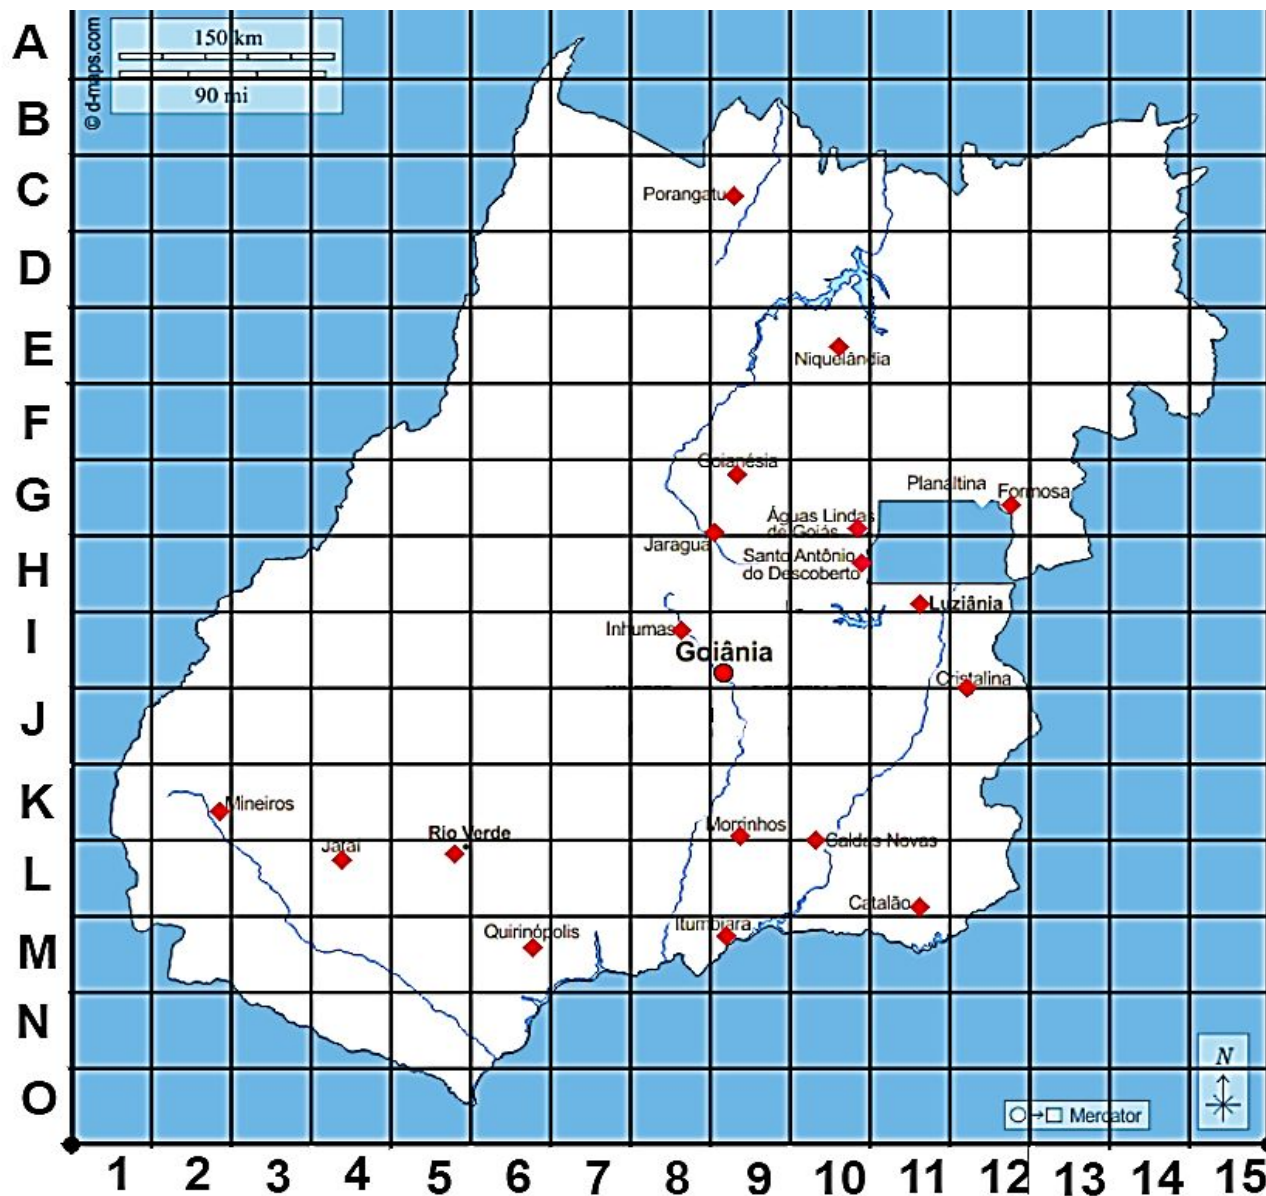 A
150 km
90 mi
© d-maps.com
B
C
Porangatu
D
E
Niquelândia
F
Goianésia
G
Planaltina
Formosa
Águas Lindas
de Goiás
Jaragua
H
Santo Antônio
do Descoberto
Luziânia
I
Inhumas
Goiânia
Cristalina
J
K
Mineiros
Morrinhos
Rio Verde
Jataí
Caldas Novas
L
Catalão
Itumbiara
Quirinópolis
M
N
N
O
Mercator
1 2 3 4 5 6 7 8 9 10 11 12 13 14 15